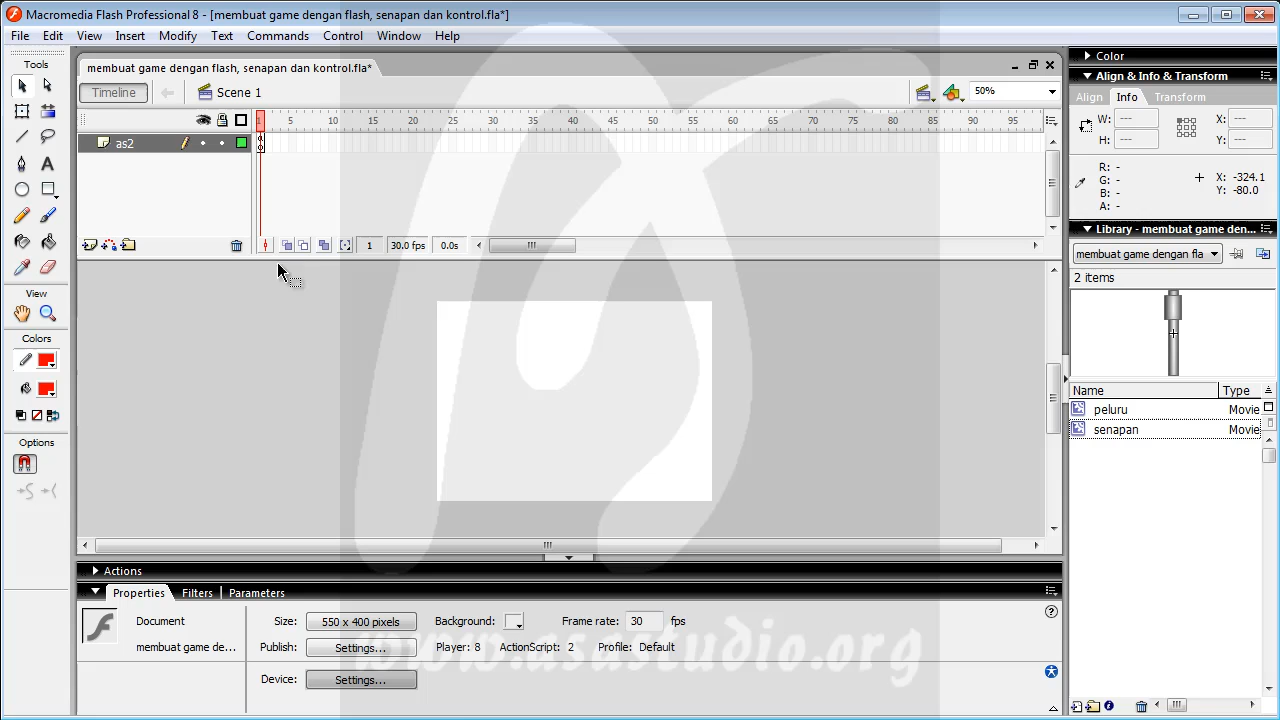 Macromedia Flash Professional 8 - [membuat game dengan flash, senapan dan kontrol.fla*]
File Edit View Insert Modify Text Commands Control Window Help
Tools
membuat game dengan flash, senapan dan kontrol.fla*
Timeline
Scene 1
50%
1 5 10 15 20 25 30 35 40 45 50 55 60 65 70 75 80 85 90 95
as2
1 30.0 fps 0.0s
View
Colors
Options
Color
Align & Info & Transform
Align Info Transform
W: --- X: ---
H: --- Y: ---
R: -
G: -
B: -
A: -
X: -324.1
Y: -80.0
Library - membuat game den...
membuat game dengan fla
2 items
Name Type
peluru Movie
senapan Movie
Actions
Properties Filters Parameters
Document
membuat game de...
Size: 550 x 400 pixels Background: Frame rate: 30 fps
Publish: Settings... Player: 8 ActionScript: 2 Profile: Default
Device: Settings...
www.asastudio.org